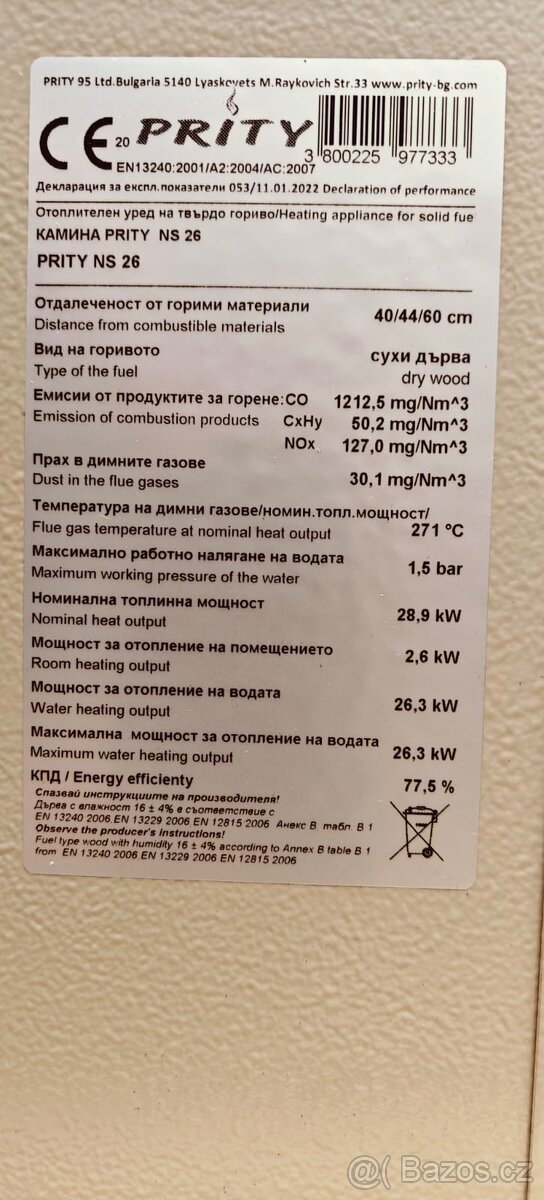 PRITY 95 Ltd.Bulgaria 5140 Lyaskovets M.Raykovich Str.33 www.prity-bg.com
CE 20 PRITY
3 800225 977333
EN13240:2001/A2:2004/AC:2007
Декларация за експл.показатели 053/11.01.2022 Declaration of performance
Отоплителен уред на твърдо гориво/Heating appliance for solid fue
КАМИНА PRITY NS 26
PRITY NS 26
Отдалеченост от горими материали 40/44/60 cm
Distance from combustible materials
Вид на горивото сухи дърва
Type of the fuel dry wood
Емисии от продуктите за горене:CO 1212,5 mg/Nm^3
Emission of combustion products CxHy 50,2 mg/Nm^3
NOx 127,0 mg/Nm^3
Прах в димните газове
Dust in the flue gases 30,1 mg/Nm^3
Температура на димни газове/номин.топл.мощност/
Flue gas temperature at nominal heat output 271 °C
Максимално работно налягане на водата
Maximum working pressure of the water 1,5 bar
Номинална топлинна мощност
Nominal heat output 28,9 kW
Мощност за отопление на помещението
Room heating output 2,6 kW
Мощност за отопление на водата
Water heating output 26,3 kW
Максимална мощност за отопление на водата
Maximum water heating output 26,3 kW
КПД / Energy efficienty 77,5 %
Спазвай инструкциите на производителя!
Дърва с влажност 16 ± 4% в съответствие с
EN 13240 2006 EN 13229 2006 EN 12815 2006 Анекс В табл В 1
Observe the producer's instructions!
Fuel type wood with humidity 16 ± 4% according to Annex B table B 1
from EN 13240 2006 EN 13229 2006 EN 12815 2006
Bazos.cz